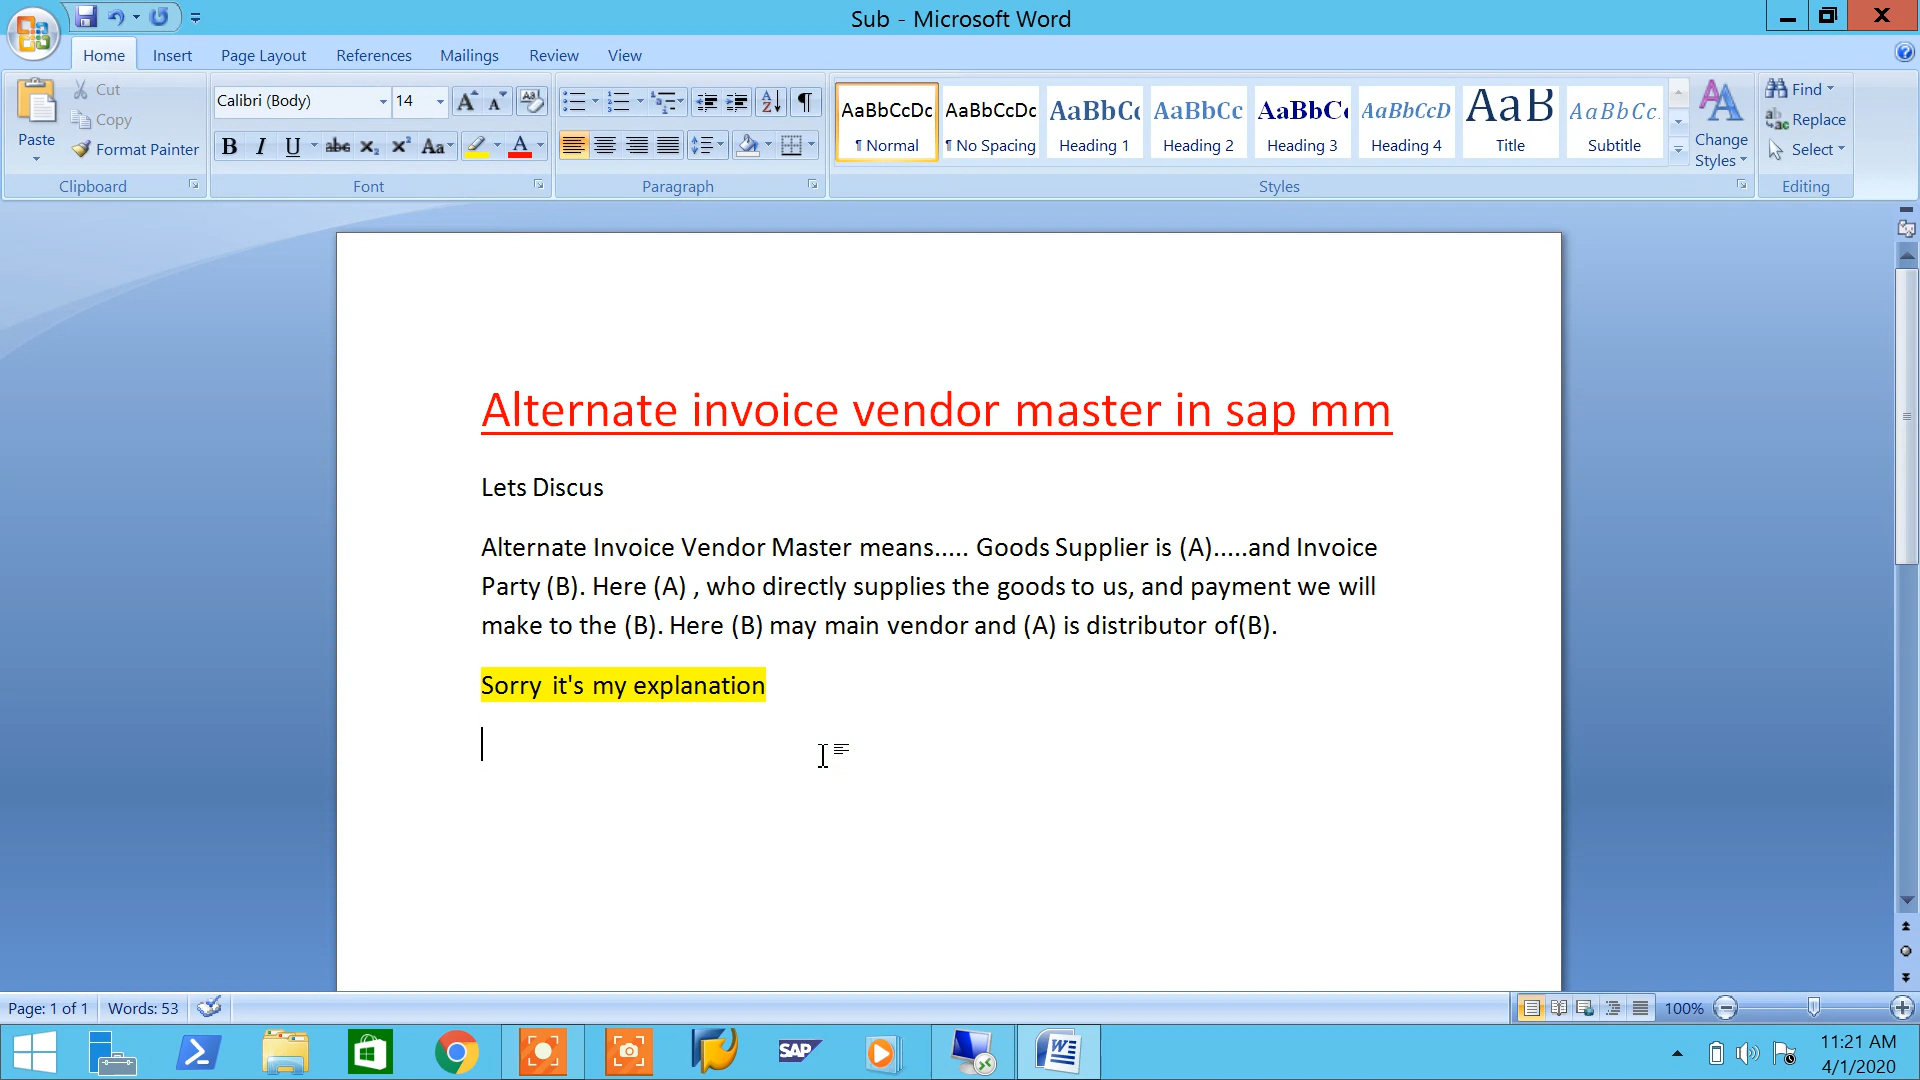 Sub - Microsoft Word
Home Insert Page Layout References Mailings Review View
Paste
Cut
Copy
Format Painter
Clipboard
Calibri (Body) 14
Font
Paragraph
AaBbCcDc AaBbCcDc AaBbCc AaBbCc AaBbCc AaBbCcD AaB AaBbCc.
¶ Normal ¶ No Spacing Heading 1 Heading 2 Heading 3 Heading 4 Title Subtitle
Change
Styles
Styles
Find
Replace
Select
Editing
Alternate invoice vendor master in sap mm
Lets Discus
Alternate Invoice Vendor Master means..... Goods Supplier is (A).....and Invoice
Party (B). Here (A) , who directly supplies the goods to us, and payment we will
make to the (B). Here (B) may main vendor and (A) is distributor of(B).
Sorry it's my explanation
Page: 1 of 1 Words: 53 100%
SAP
11:21 AM
4/1/2020